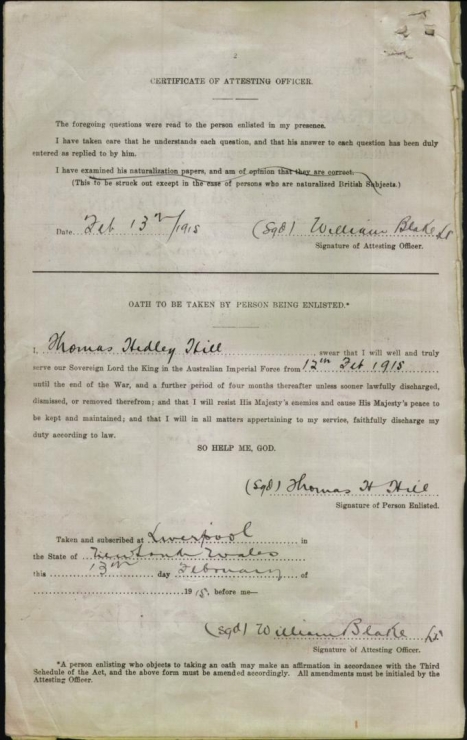 2
CERTIFICATE OF ATTESTING OFFICER.
The foregoing questions were read to the person enlisted in my presence.
I have taken care that he understands each question, and that his answer to each question has been duly
entered as replied to by him.
I have examined his naturalization papers, and am of opinion that they are correct.
(This to be struck out except in the case of persons who are naturalized British Subjects.)
Date Feb 13th/1915 (Sgd) William Blake Lt
Signature of Attesting Officer.
OATH TO BE TAKEN BY PERSON BEING ENLISTED.*
I, Thomas Hedley Hill swear that I will well and truly
serve our Sovereign Lord the King in the Australian Imperial Force from 12th Feb 1915
until the end of the War, and a further period of four months thereafter unless sooner lawfully discharged,
dismissed, or removed therefrom; and that I will resist His Majesty's enemies and cause His Majesty's peace to
be kept and maintained; and that I will in all matters appertaining to my service, faithfully discharge my
duty according to law.
SO HELP ME, GOD.
(Sgd) Thomas H Hill
Signature of Person Enlisted.
Taken and subscribed at Liverpool in
the State of New South Wales
this 13th day February of
1915, before me—
(Sgd) William Blake Lt
Signature of Attesting Officer.
*A person enlisting who objects to taking an oath may make an affirmation in accordance with the Third
Schedule of the Act, and the above form must be amended accordingly. All amendments must be initialed by the
Attesting Officer.